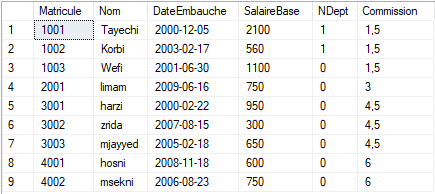 Matricule Nom DateEmbauche SalaireBase NDept Commission
1 1001 Tayechi 2000-12-05 2100 1 1,5
2 1002 Korbi 2003-02-17 560 1 1,5
3 1003 Wefi 2001-06-30 1100 0 1,5
4 2001 limam 2009-06-16 750 0 3
5 3001 harzi 2000-02-22 950 0 4,5
6 3002 zrida 2007-08-15 300 0 4,5
7 3003 mjayyed 2005-02-18 650 0 4,5
8 4001 hosni 2008-11-18 600 0 6
9 4002 msekni 2006-08-23 750 0 6